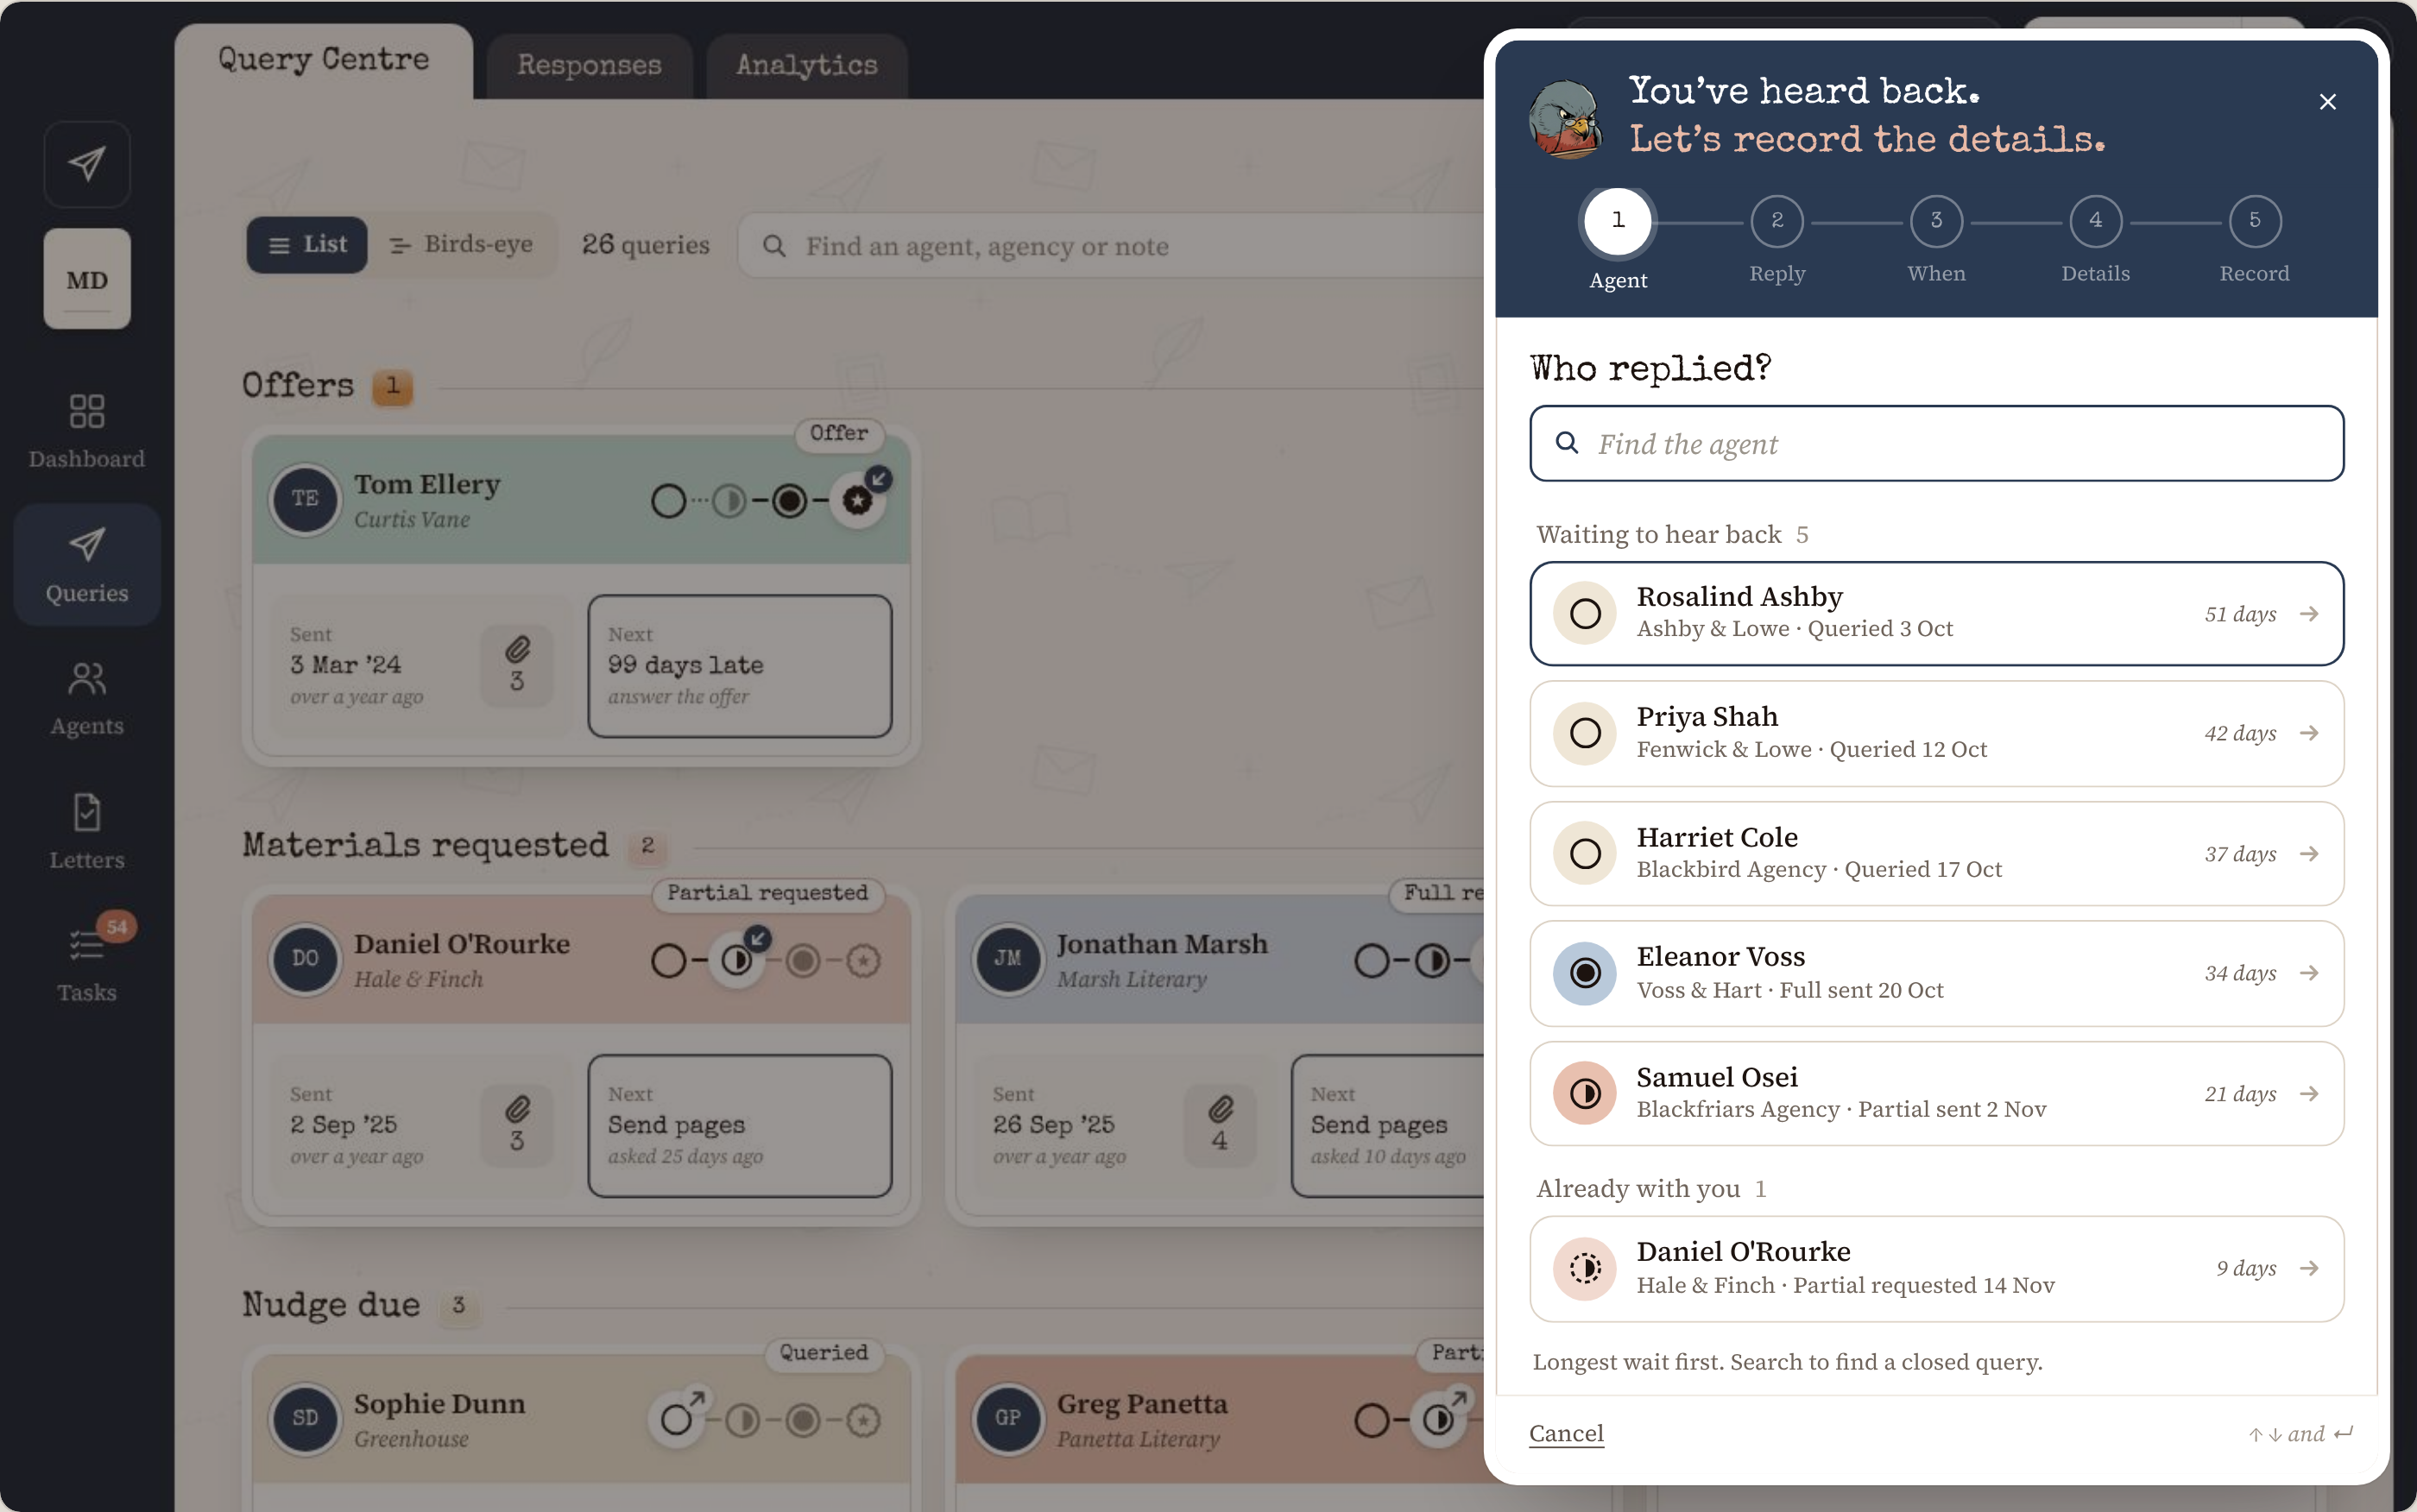 Query Centre
Responses
Analytics
MD
Dashboard
Queries
Agents
Letters
54
Tasks
List
Birds-eye
26 queries
Find an agent, agency or note
Offers 1
Offer
TE
Tom Ellery
Curtis Vane
Sent
3 Mar ’24
over a year ago
3
Next
99 days late
answer the offer
Materials requested 2
Partial requested
DO
Daniel O'Rourke
Hale & Finch
Sent
2 Sep ’25
over a year ago
3
Next
Send pages
asked 25 days ago
Full re
JM
Jonathan Marsh
Marsh Literary
Sent
26 Sep ’25
over a year ago
4
Next
Send pages
asked 10 days ago
Nudge due 3
Queried
SD
Sophie Dunn
Greenhouse
Part
GP
Greg Panetta
Panetta Literary
You’ve heard back.
Let’s record the details.
1
2
3
4
5
Agent
Reply
When
Details
Record
Who replied?
Find the agent
Waiting to hear back 5
Rosalind Ashby
Ashby & Lowe · Queried 3 Oct
51 days
Priya Shah
Fenwick & Lowe · Queried 12 Oct
42 days
Harriet Cole
Blackbird Agency · Queried 17 Oct
37 days
Eleanor Voss
Voss & Hart · Full sent 20 Oct
34 days
Samuel Osei
Blackfriars Agency · Partial sent 2 Nov
21 days
Already with you 1
Daniel O'Rourke
Hale & Finch · Partial requested 14 Nov
9 days
Longest wait first. Search to find a closed query.
Cancel
↑ ↓ and ↵